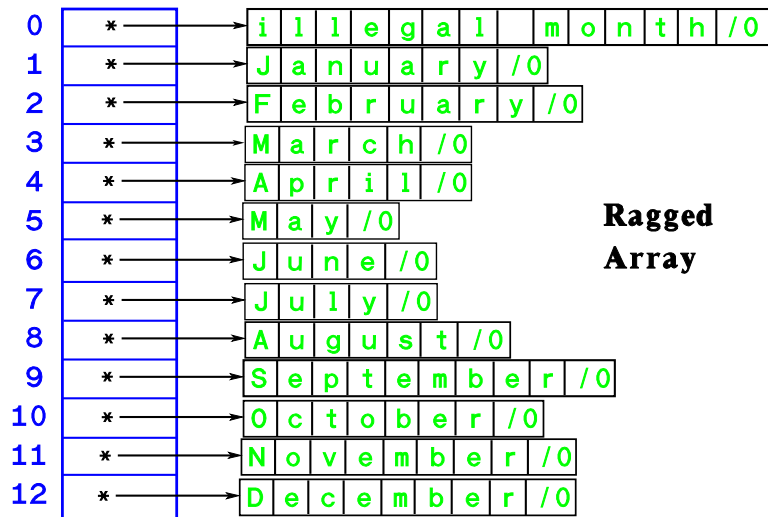 0 * illegal month/0
1 * January/0
2 * February/0
3 * March/0
4 * April/0
5 * May/0
6 * June/0
7 * July/0
8 * August/0
9 * September/0
10 * October/0
11 * November/0
12 * December/0
Ragged
Array